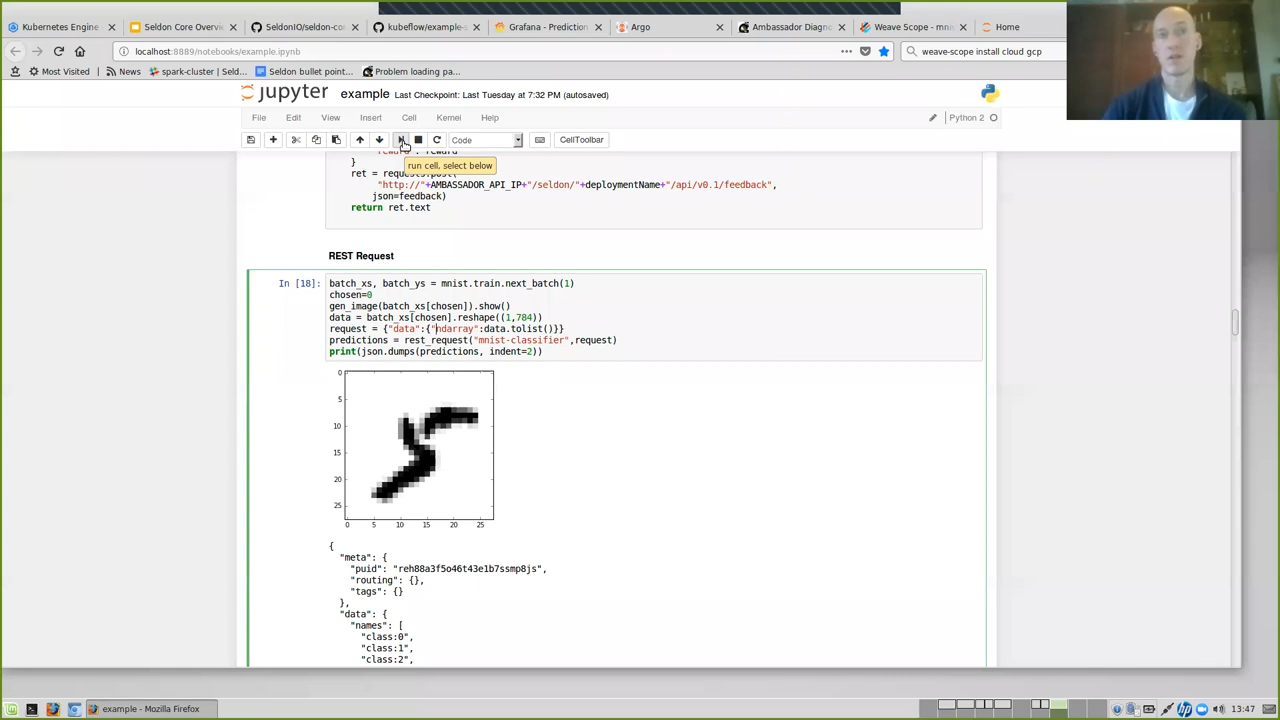 Kubernetes Engine
Seldon Core Overvi
SeldonIO/seldon-co
kubeflow/example-s
Grafana - Prediction
Argo
Ambassador Diagno
Weave Scope - mnis
Home
localhost:8889/notebooks/example.ipynb
weave-scope install cloud gcp
Most Visited
News
spark-cluster | Seld...
Seldon bullet point...
Problem loading pa...
jupyter example Last Checkpoint: Last Tuesday at 7:32 PM (autosaved)
File Edit View Insert Cell Kernel Help
Python 2
Code
CellToolbar
run cell, select below
}
ret = requests.post(
"http://"+AMBASSADOR_API_IP+"/seldon/"+deploymentName+"/api/v0.1/feedback",
json=feedback)
return ret.text
REST Request
In [18]:
batch_xs, batch_ys = mnist.train.next_batch(1)
chosen=0
gen_image(batch_xs[chosen]).show()
data = batch_xs[chosen].reshape((1,784))
request = {"data":{"ndarray":data.tolist()}}
predictions = rest_request("mnist-classifier",request)
print(json.dumps(predictions, indent=2))
0
5
10
15
20
25
0 5 10 15 20 25
{
"meta": {
"puid": "reh88a3f5o46t43e1b7ssmp8js",
"routing": {},
"tags": {}
},
"data": {
"names": [
"class:0",
"class:1",
"class:2",
example - Mozilla Firefox
13:47